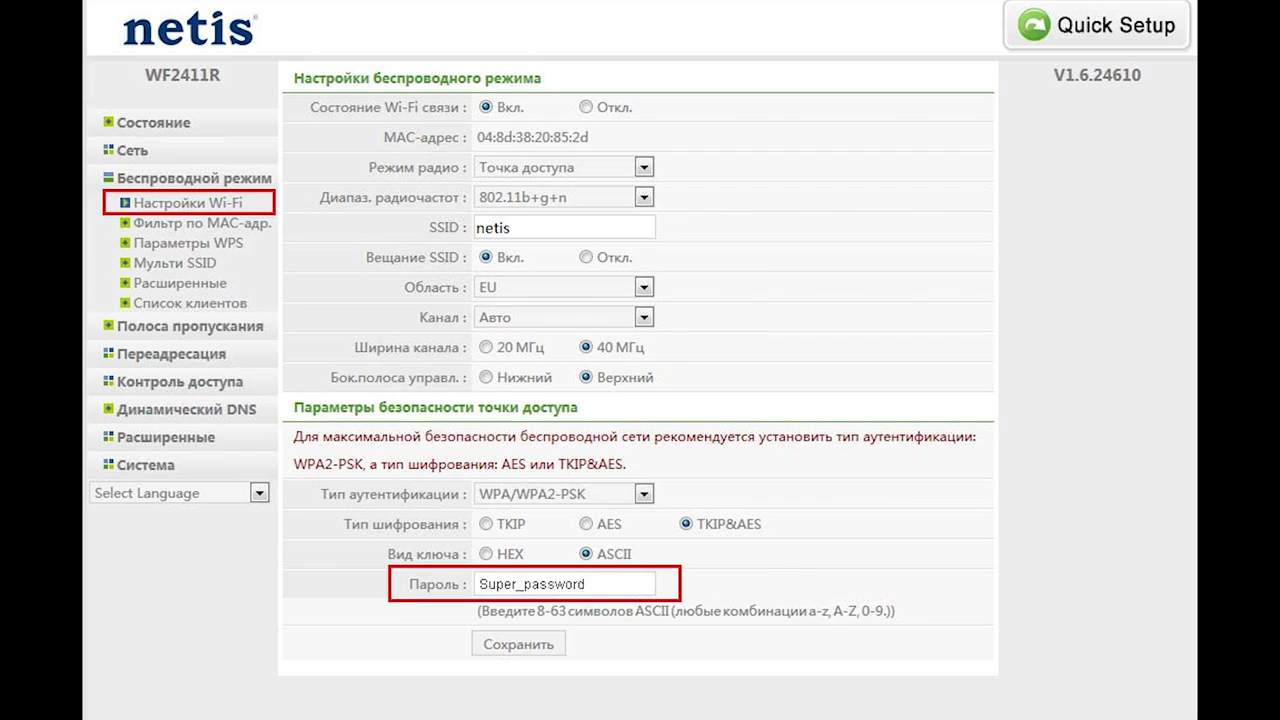 netis
Quick Setup
WF2411R
V1.6.24610
Состояние
Сеть
Беспроводной режим
Настройки Wi-Fi
Фильтр по MAC-адр.
Параметры WPS
Мульти SSID
Расширенные
Список клиентов
Полоса пропускания
Переадресация
Контроль доступа
Динамический DNS
Расширенные
Система
Select Language
Настройки беспроводного режима
Состояние Wi-Fi связи : Вкл. Откл.
MAC-адрес : 04:8d:38:20:85:2d
Режим радио : Точка доступа
Диапаз. радиочастот : 802.11b+g+n
SSID : netis
Вещание SSID : Вкл. Откл.
Область : EU
Канал : Авто
Ширина канала : 20 МГц 40 МГц
Бок.полоса управл. : Нижний Верхний
Параметры безопасности точки доступа
Для максимальной безопасности беспроводной сети рекомендуется установить тип аутентификации:
WPA2-PSK, а тип шифрования: AES или TKIP&AES.
Тип аутентификации : WPA/WPA2-PSK
Тип шифрования : TKIP AES TKIP&AES
Вид ключа : HEX ASCII
Пароль : Super_password
(Введите 8-63 символов ASCII (любые комбинации a-z, A-Z, 0-9.))
Сохранить